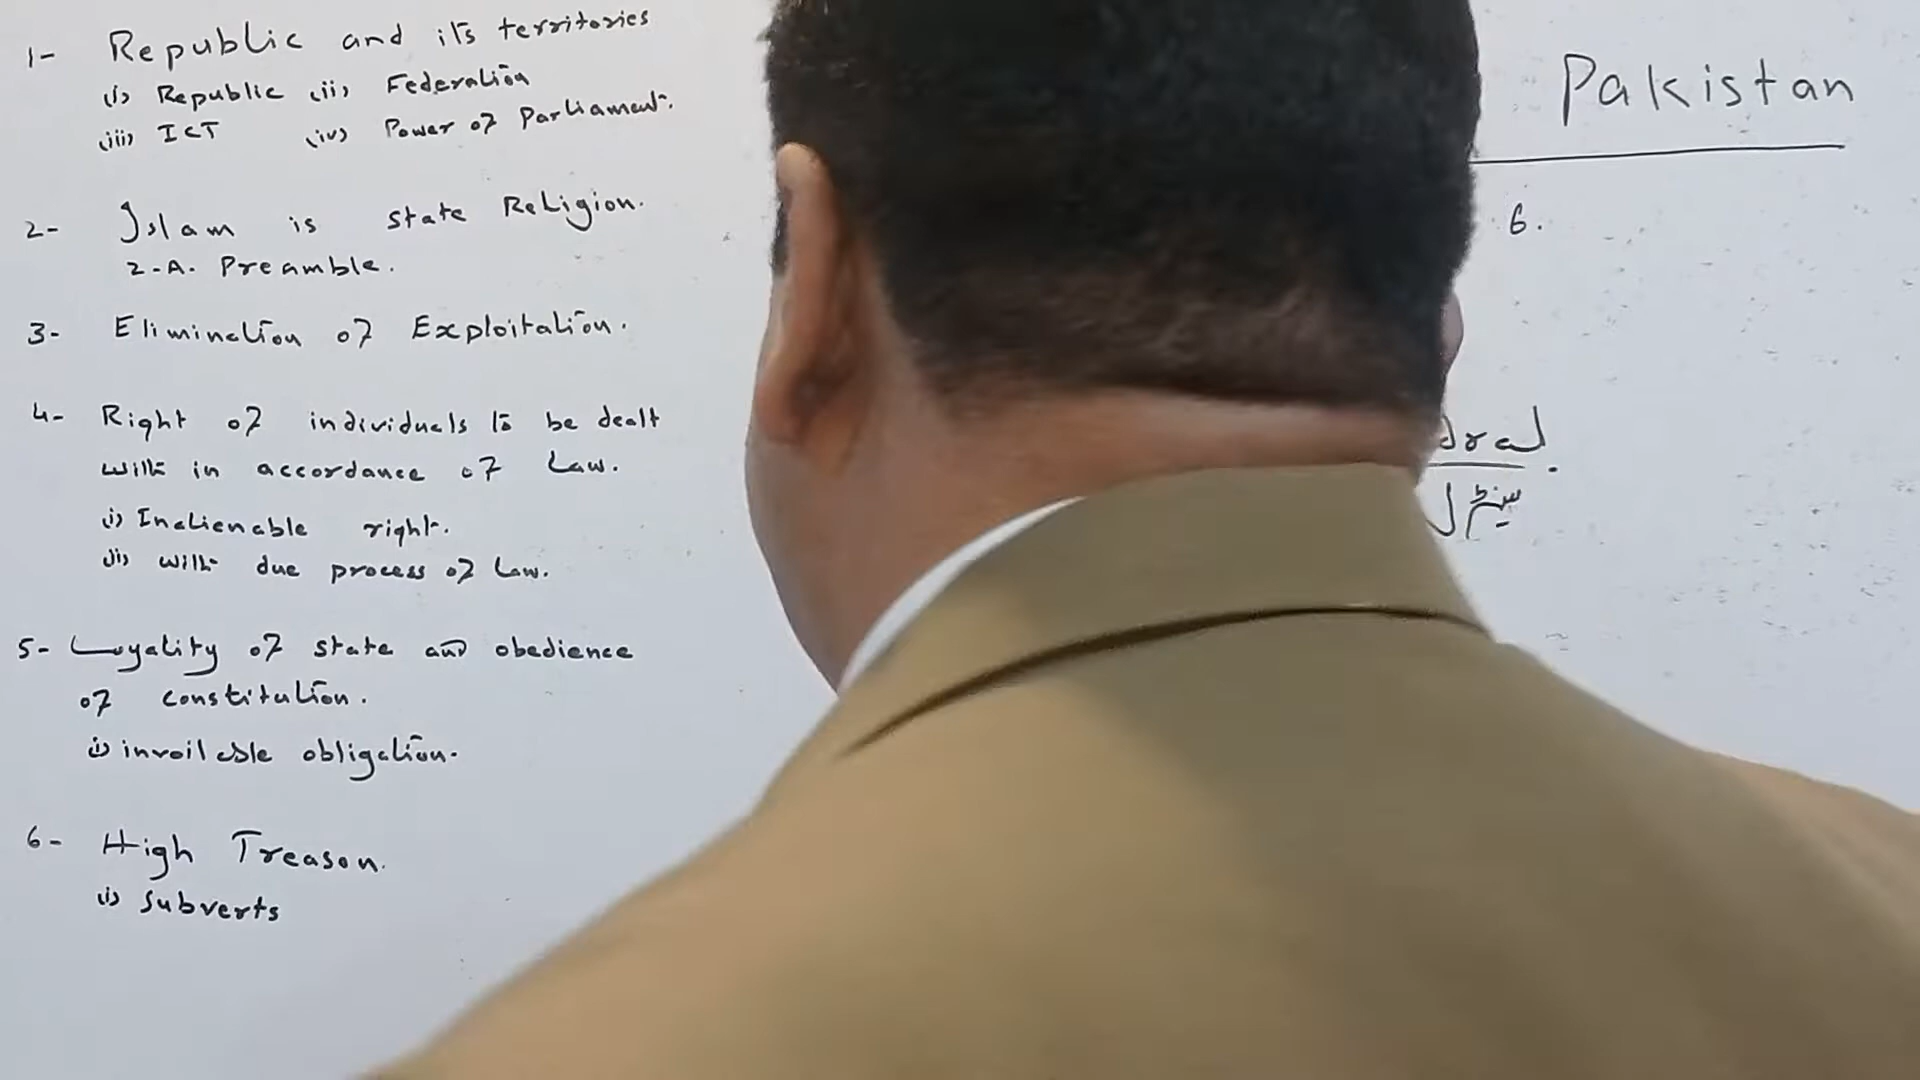 1- Republic and its territories
(i) Republic (ii) Federation
(iii) ICT (iv) Power of Parliament.
2- Islam is state Religion.
2-A. Preamble.
3- Elimination of Exploitation.
4- Right of individuals to be dealt
with in accordance of Law.
(i) Inalienable right.
(ii) with due process of Law.
5- Loyality of state and obedience
of constitution.
(i) invoilable obligation.
6- High Treason.
(i) Subverts
Pakistan
6.
dral.